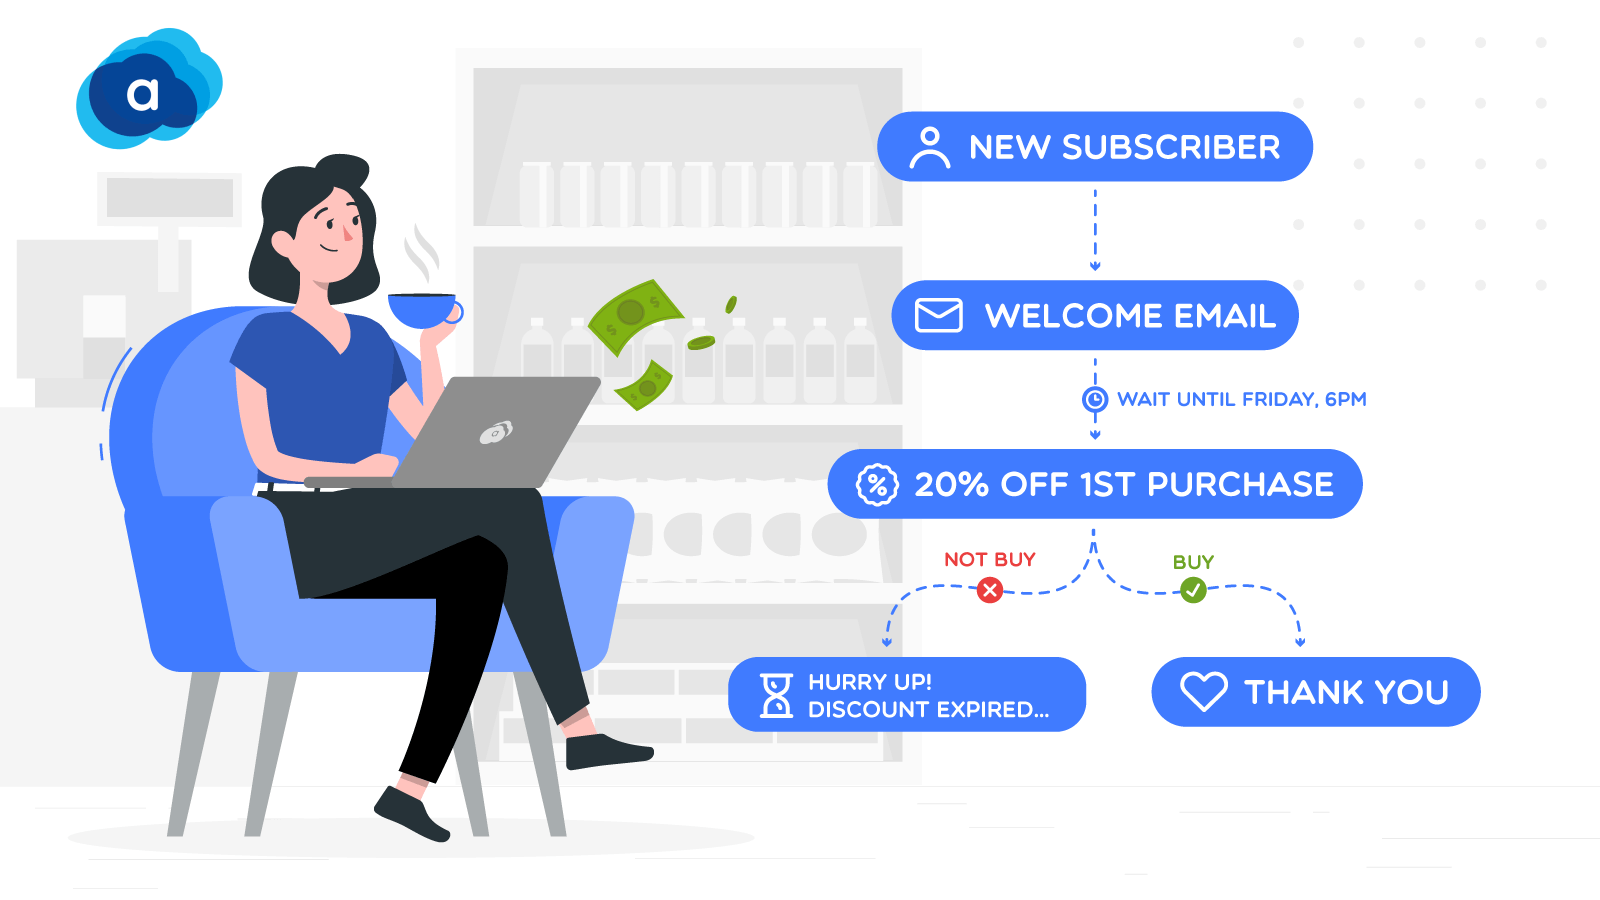 a
NEW SUBSCRIBER
WELCOME EMAIL
WAIT UNTIL FRIDAY, 6PM
20% OFF 1ST PURCHASE
NOT BUY
BUY
HURRY UP!
DISCOUNT EXPIRED...
THANK YOU